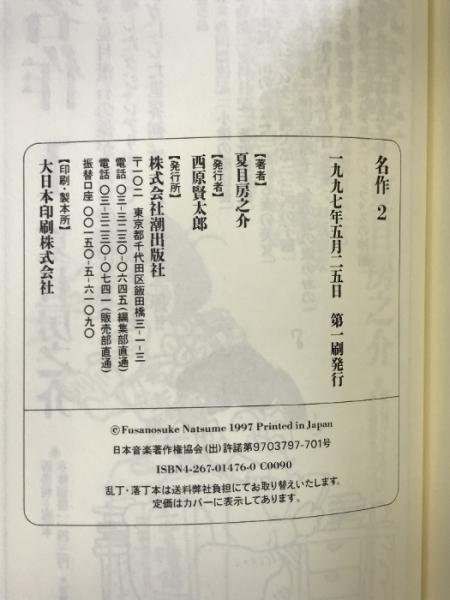 名作 2
一九九七年五月二五日 第一刷発行
【著者】
夏目房之介
【発行者】
西原賢太郎
【発行所】
株式会社潮出版社
〒一〇二 東京都千代田区飯田橋三-一-三
電話 〇三-三二三〇-〇六四五(編集部直通)
電話 〇三-三二三〇-〇七四一(販売部直通)
振替口座 〇〇一五〇-五-六一〇九〇
【印刷・製本所】
大日本印刷株式会社
©Fusanosuke Natsume 1997 Printed in Japan
日本音楽著作権協会(出)許諾第9703797-701号
ISBN4-267-01476-0 C0090
乱丁・落丁本は送料弊社負担にてお取り替えいたします。
定価はカバーに表示してあります。